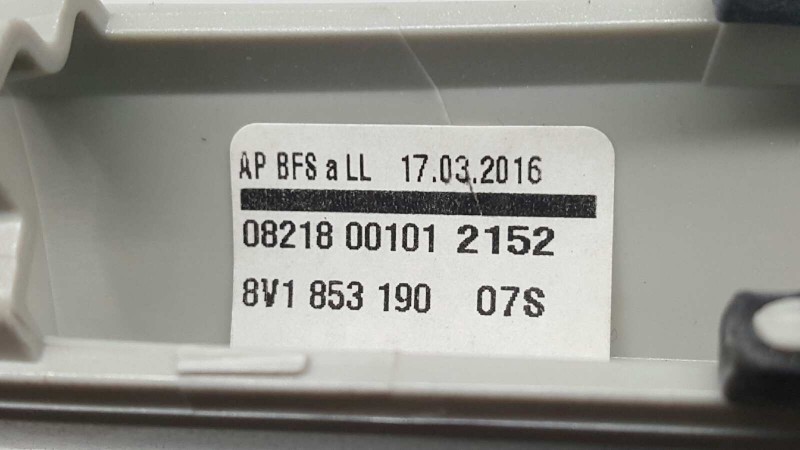 AP BFS a LL 17.03.2016
08218 00101 2152
8V1 853 190 07S